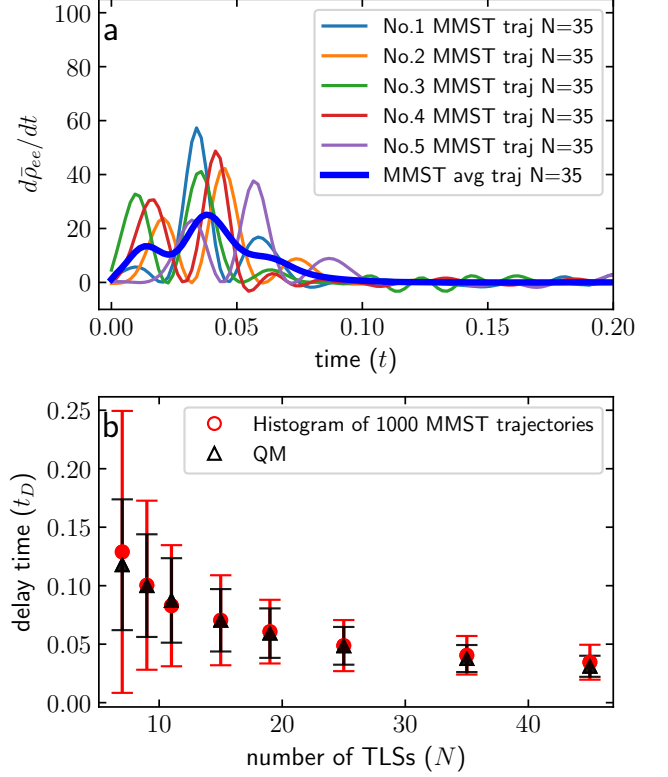 a
100
80
60
40
20
0
dρ̄ee/dt
No.1 MMST traj N=35
No.2 MMST traj N=35
No.3 MMST traj N=35
No.4 MMST traj N=35
No.5 MMST traj N=35
MMST avg traj N=35
0.00 0.05 0.10 0.15 0.20
time (t)
b
0.25
0.20
0.15
0.10
0.05
0.00
delay time (tD)
Histogram of 1000 MMST trajectories
QM
10 20 30 40
number of TLSs (N)